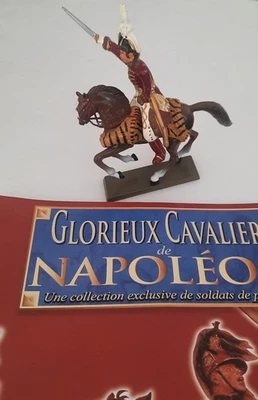 GLORIEUX CAVALIER
de
NAPOLÉO
Une collection exclusive de soldats de p